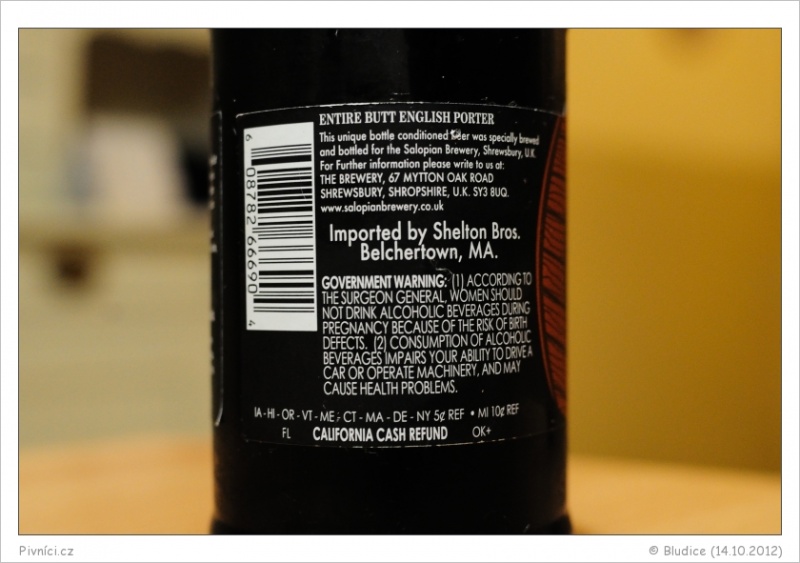 ENTIRE BUTT ENGLISH PORTER
This unique bottle conditioned beer was specially brewed
and bottled for the Salopian Brewery, Shrewsbury, U.K.
For Further information please write to us at:
THE BREWERY, 67 MYTTON OAK ROAD
SHREWSBURY, SHROPSHIRE, U.K. SY3 8UQ.
www.salopianbrewery.co.uk
Imported by Shelton Bros.
Belchertown, MA.
GOVERNMENT WARNING: (1) ACCORDING TO
THE SURGEON GENERAL, WOMEN SHOULD
NOT DRINK ALCOHOLIC BEVERAGES DURING
PREGNANCY BECAUSE OF THE RISK OF BIRTH
DEFECTS. (2) CONSUMPTION OF ALCOHOLIC
BEVERAGES IMPAIRS YOUR ABILITY TO DRIVE A
CAR OR OPERATE MACHINERY, AND MAY
CAUSE HEALTH PROBLEMS.
6 08782 66690 4
IA - HI - OR - VT - ME - CT - MA - DE - NY 5¢ REF • MI 10¢ REF
FL CALIFORNIA CASH REFUND OK+
Pivníci.cz
© Bludice (14.10.2012)